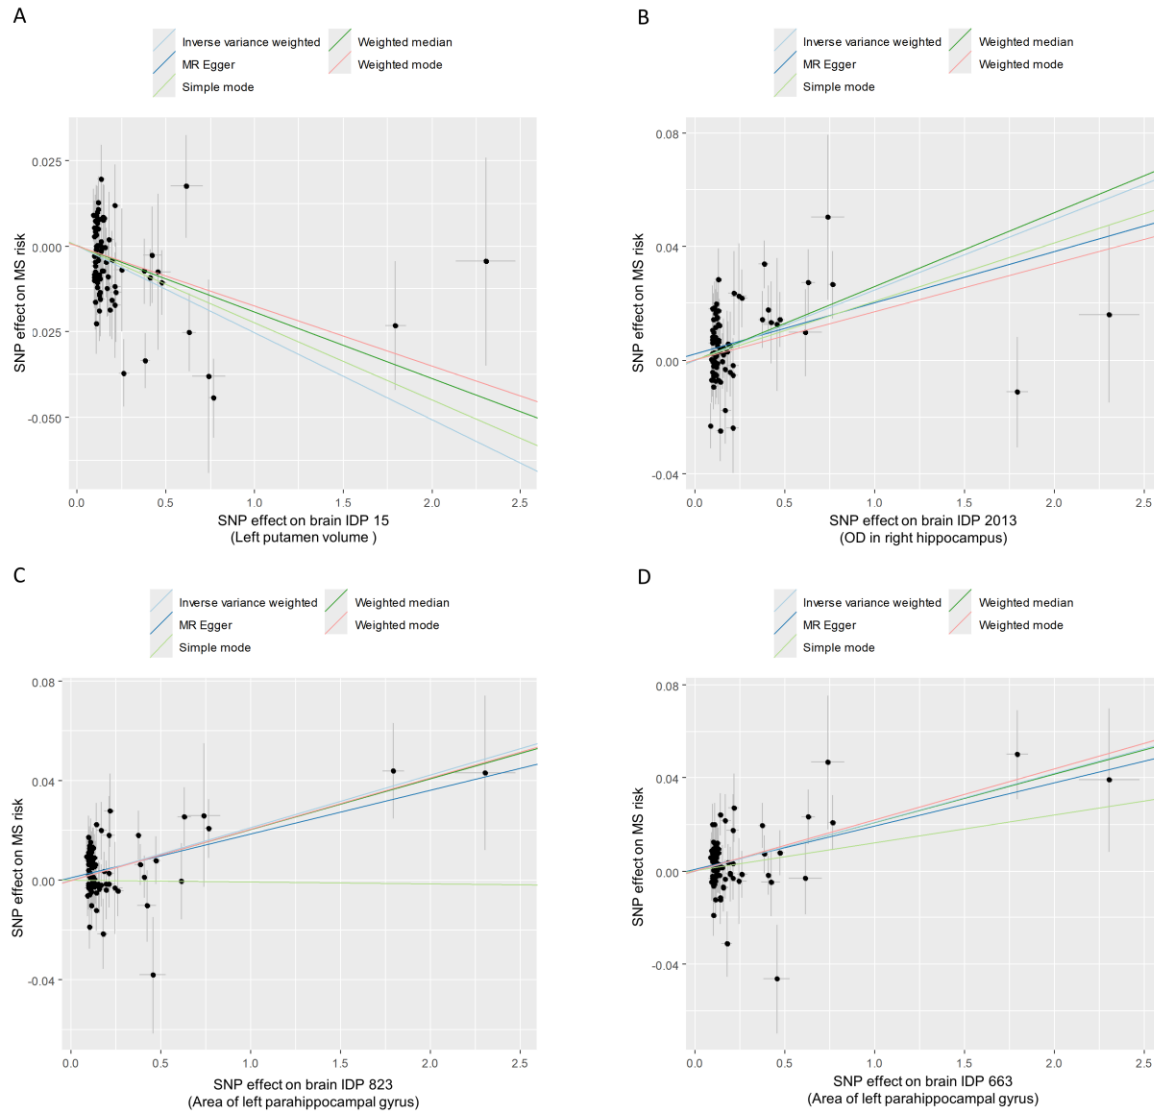 A
Inverse variance weighted
Weighted median
MR Egger
Weighted mode
Simple mode
SNP effect on MS risk
0.025
0.000
0.025
-0.050
0.0 0.5 1.0 1.5 2.0 2.5
SNP effect on brain IDP 15
(Left putamen volume )
B
Inverse variance weighted
Weighted median
MR Egger
Weighted mode
Simple mode
SNP effect on MS risk
0.08
0.04
0.00
-0.04
0.0 0.5 1.0 1.5 2.0 2.5
SNP effect on brain IDP 2013
(OD in right hippocampus)
C
Inverse variance weighted
Weighted median
MR Egger
Weighted mode
Simple mode
SNP effect on MS risk
0.08
0.04
0.00
-0.04
0.0 0.5 1.0 1.5 2.0 2.5
SNP effect on brain IDP 823
(Area of left parahippocampal gyrus)
D
Inverse variance weighted
Weighted median
MR Egger
Weighted mode
Simple mode
SNP effect on MS risk
0.08
0.04
0.00
-0.04
0.0 0.5 1.0 1.5 2.0 2.5
SNP effect on brain IDP 663
(Area of left parahippocampal gyrus)